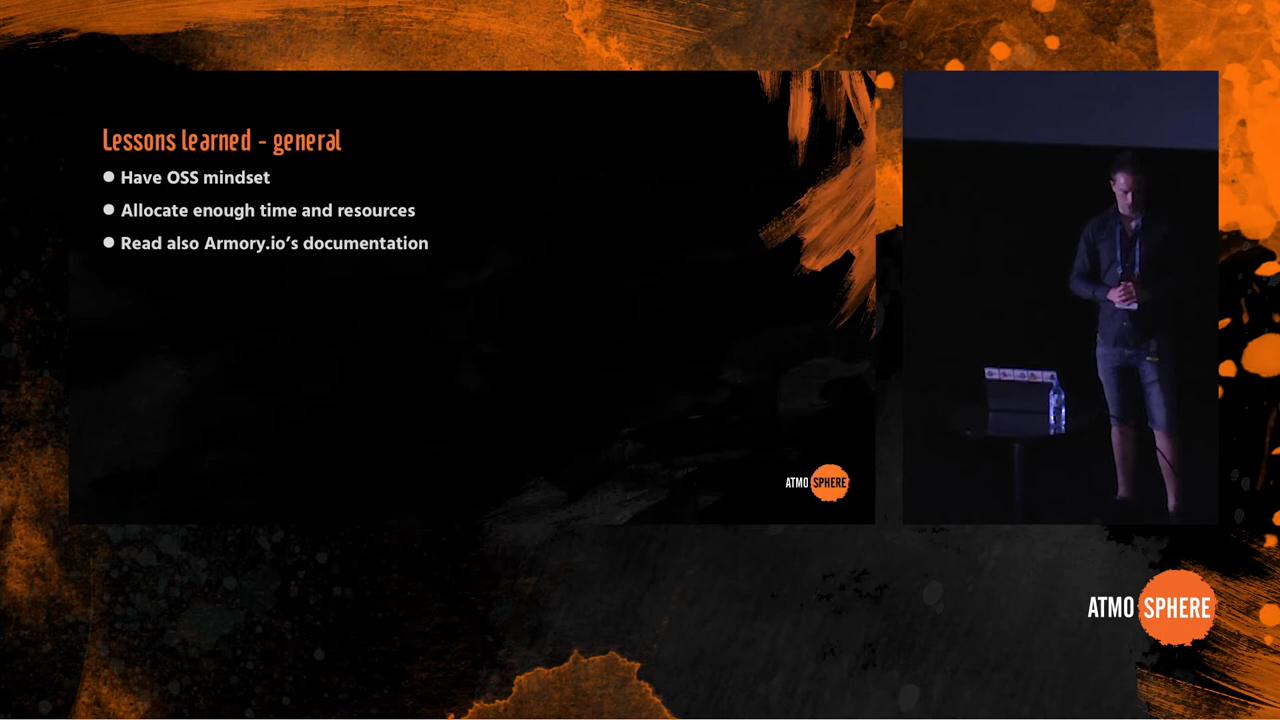 Lessons learned - general
● Have OSS mindset
● Allocate enough time and resources
● Read also Armory.io’s documentation
ATMO SPHERE
ATMO SPHERE